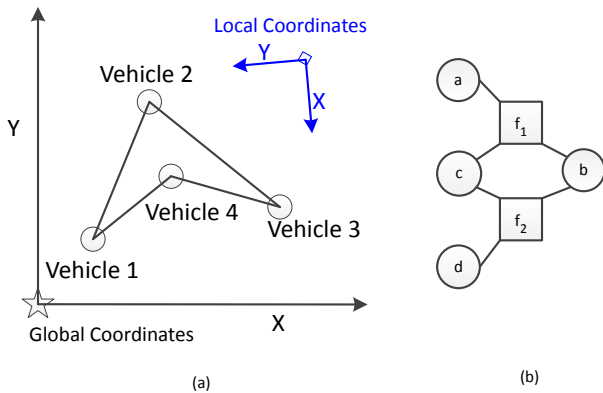 Local Coordinates
Y
X
Vehicle 2
Y
Vehicle 4
Vehicle 3
Vehicle 1
X
Global Coordinates
(a)
a
f1
c
b
f2
d
(b)